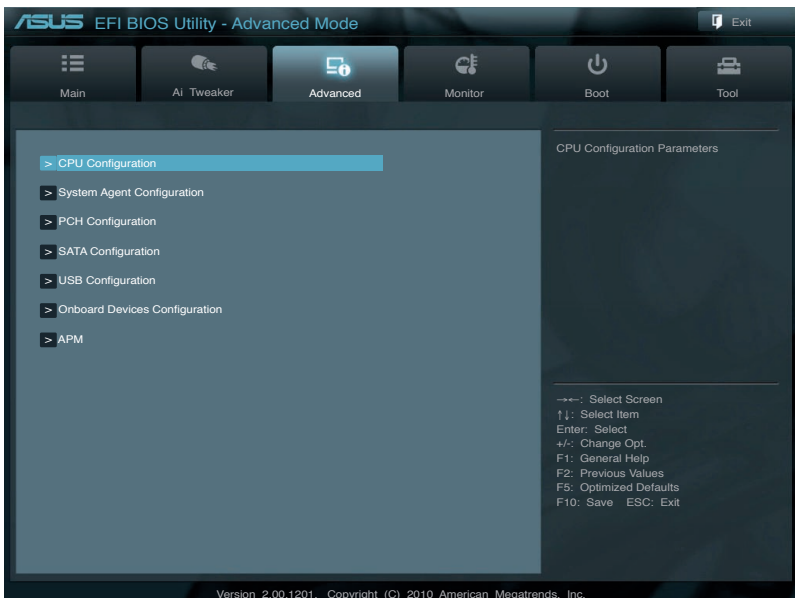 ASUS EFI BIOS Utility - Advanced Mode
Exit
Main
Ai Tweaker
Advanced
Monitor
Boot
Tool
> CPU Configuration
> System Agent Configuration
> PCH Configuration
> SATA Configuration
> USB Configuration
> Onboard Devices Configuration
> APM
CPU Configuration Parameters
→←: Select Screen
↑↓: Select Item
Enter: Select
+/-: Change Opt.
F1: General Help
F2: Previous Values
F5: Optimized Defaults
F10: Save ESC: Exit
Version 2.00.1201. Copyright (C) 2010 American Megatrends, Inc.